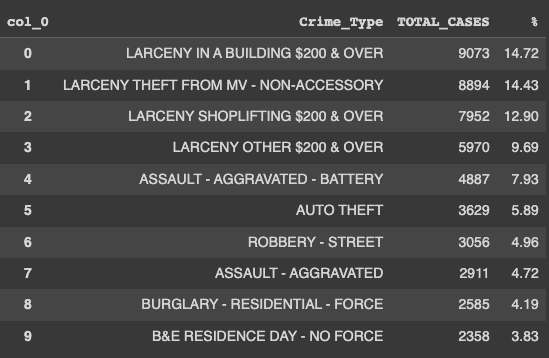 col_0 Crime_Type TOTAL_CASES %
0 LARCENY IN A BUILDING $200 & OVER 9073 14.72
1 LARCENY THEFT FROM MV - NON-ACCESSORY 8894 14.43
2 LARCENY SHOPLIFTING $200 & OVER 7952 12.90
3 LARCENY OTHER $200 & OVER 5970 9.69
4 ASSAULT - AGGRAVATED - BATTERY 4887 7.93
5 AUTO THEFT 3629 5.89
6 ROBBERY - STREET 3056 4.96
7 ASSAULT - AGGRAVATED 2911 4.72
8 BURGLARY - RESIDENTIAL - FORCE 2585 4.19
9 B&E RESIDENCE DAY - NO FORCE 2358 3.83